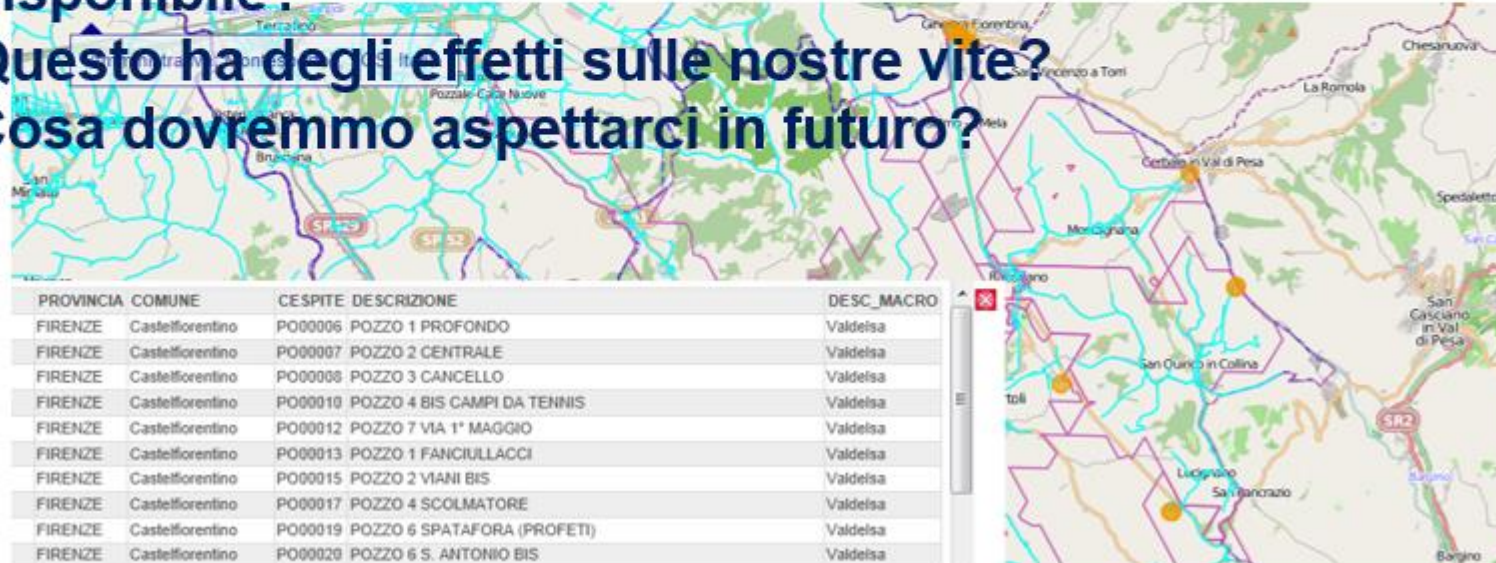 isponibile?
Questo ha degli effetti sulle nostre vite?
Cosa dovremmo aspettarci in futuro?
Ginestra Fiorentina
Chiesanuova
San Vincenzo a Torri
La Romola
Cerbaia in Val di Pesa
Spedaletto
SR429
SR2
San Casciano in Val di Pesa
San Quirico in Collina
Lucignano
San Pancrazio
Bargino
PROVINCIA COMUNE CESPITE DESCRIZIONE DESC_MACRO
FIRENZE Castelfiorentino PO00006 POZZO 1 PROFONDO Valdelsa
FIRENZE Castelfiorentino PO00007 POZZO 2 CENTRALE Valdelsa
FIRENZE Castelfiorentino PO00008 POZZO 3 CANCELLO Valdelsa
FIRENZE Castelfiorentino PO00010 POZZO 4 BIS CAMPI DA TENNIS Valdelsa
FIRENZE Castelfiorentino PO00012 POZZO 7 VIA 1° MAGGIO Valdelsa
FIRENZE Castelfiorentino PO00013 POZZO 1 FANCIULLACCI Valdelsa
FIRENZE Castelfiorentino PO00015 POZZO 2 VIANI BIS Valdelsa
FIRENZE Castelfiorentino PO00017 POZZO 4 SCOLMATORE Valdelsa
FIRENZE Castelfiorentino PO00019 POZZO 6 SPATAFORA (PROFETI) Valdelsa
FIRENZE Castelfiorentino PO00020 POZZO 6 S. ANTONIO BIS Valdelsa